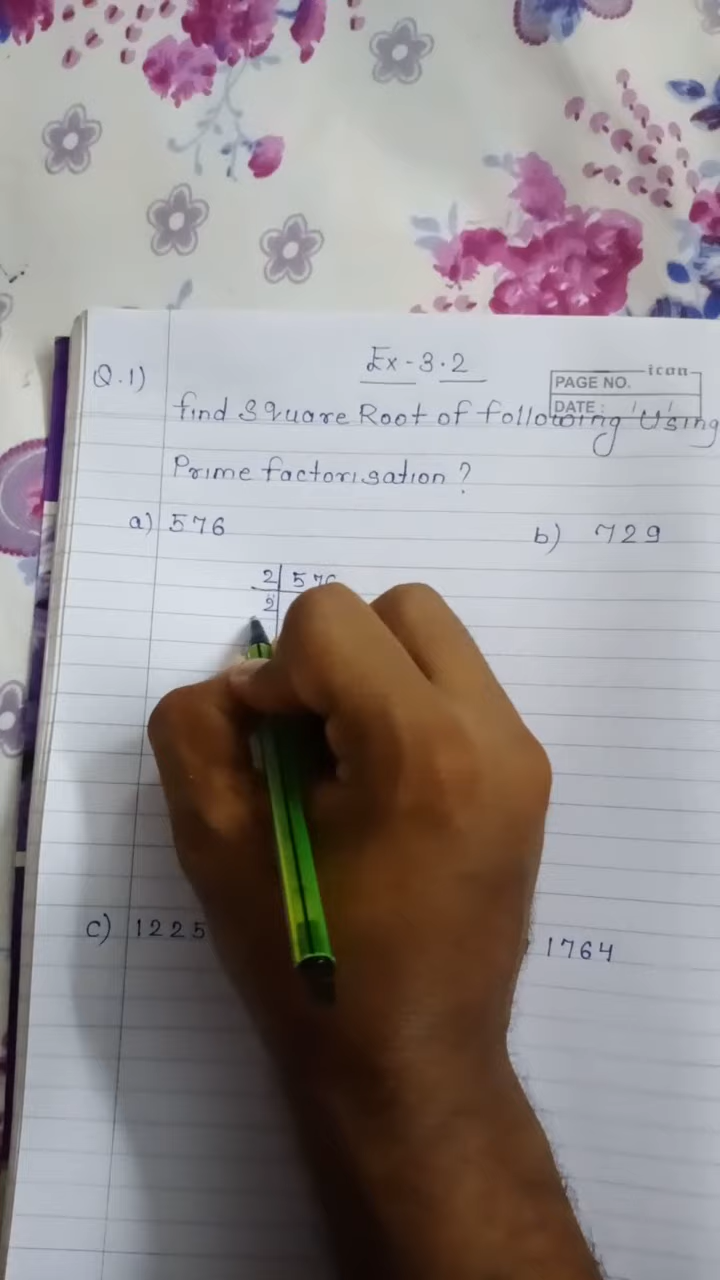 Ex-3.2
icon
PAGE NO.
DATE: / /
Q.1) find Square Root of following Using
Prime factorisation ?
a) 576
b) 729
2 576
2
c) 1225
1764